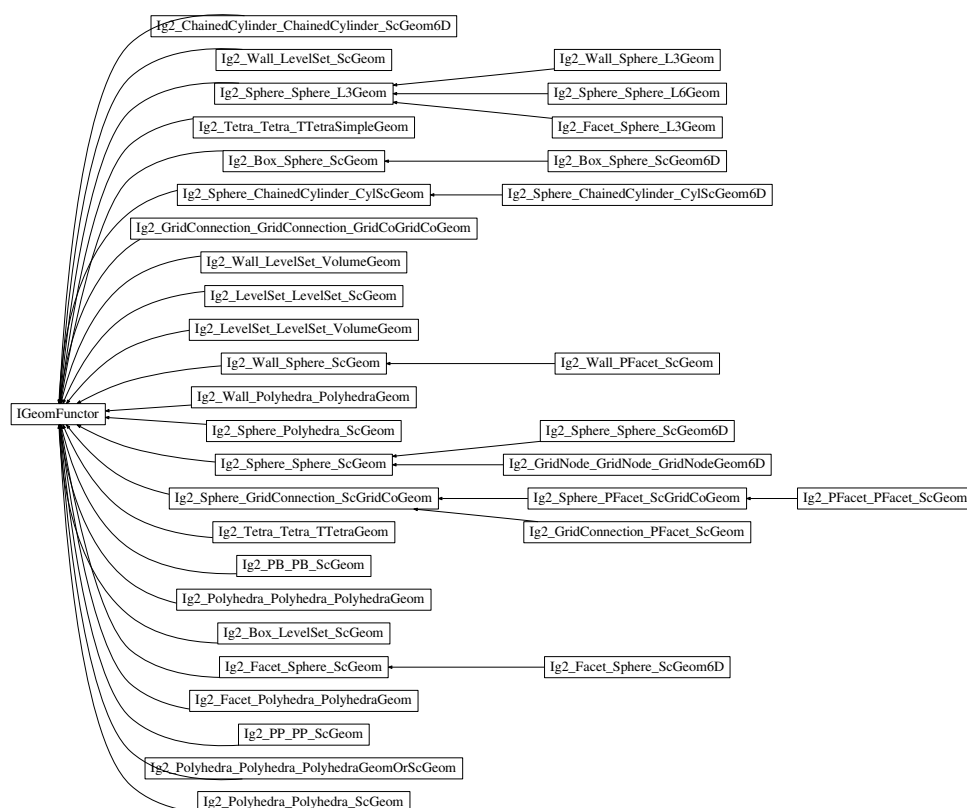 Ig2_ChainedCylinder_ChainedCylinder_ScGeom6D
Ig2_Wall_LevelSet_ScGeom
Ig2_Wall_Sphere_L3Geom
Ig2_Sphere_Sphere_L3Geom
Ig2_Sphere_Sphere_L6Geom
Ig2_Tetra_Tetra_TTetraSimpleGeom
Ig2_Facet_Sphere_L3Geom
Ig2_Box_Sphere_ScGeom
Ig2_Box_Sphere_ScGeom6D
Ig2_Sphere_ChainedCylinder_CylScGeom
Ig2_Sphere_ChainedCylinder_CylScGeom6D
Ig2_GridConnection_GridConnection_GridCoGridCoGeom
Ig2_Wall_LevelSet_VolumeGeom
Ig2_LevelSet_LevelSet_ScGeom
Ig2_LevelSet_LevelSet_VolumeGeom
Ig2_Wall_Sphere_ScGeom
Ig2_Wall_PFacet_ScGeom
Ig2_Wall_Polyhedra_PolyhedraGeom
IGeomFunctor
Ig2_Sphere_Polyhedra_ScGeom
Ig2_Sphere_Sphere_ScGeom6D
Ig2_Sphere_Sphere_ScGeom
Ig2_GridNode_GridNode_GridNodeGeom6D
Ig2_Sphere_GridConnection_ScGridCoGeom
Ig2_Sphere_PFacet_ScGridCoGeom
Ig2_PFacet_PFacet_ScGeom
Ig2_Tetra_Tetra_TTetraGeom
Ig2_GridConnection_PFacet_ScGeom
Ig2_PB_PB_ScGeom
Ig2_Polyhedra_Polyhedra_PolyhedraGeom
Ig2_Box_LevelSet_ScGeom
Ig2_Facet_Sphere_ScGeom
Ig2_Facet_Sphere_ScGeom6D
Ig2_Facet_Polyhedra_PolyhedraGeom
Ig2_PP_PP_ScGeom
Ig2_Polyhedra_Polyhedra_PolyhedraGeomOrScGeom
Ig2_Polyhedra_Polyhedra_ScGeom